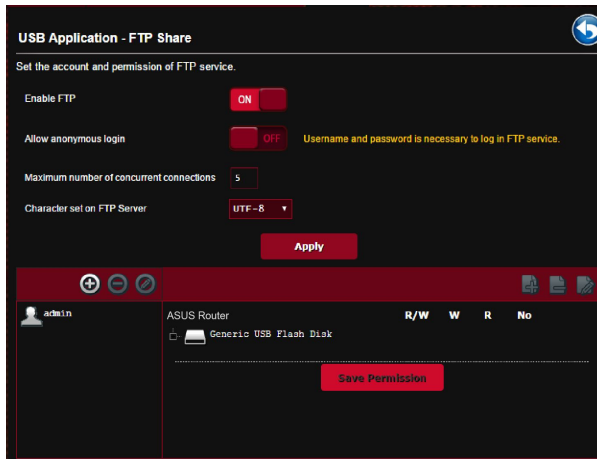 USB Application - FTP Share
Set the account and permission of FTP service.
Enable FTP ON
Allow anonymous login OFF Username and password is necessary to log in FTP service.
Maximum number of concurrent connections 5
Character set on FTP Server UTF-8
Apply
admin ASUS Router R/W W R No
Generic USB Flash Disk
Save Permission